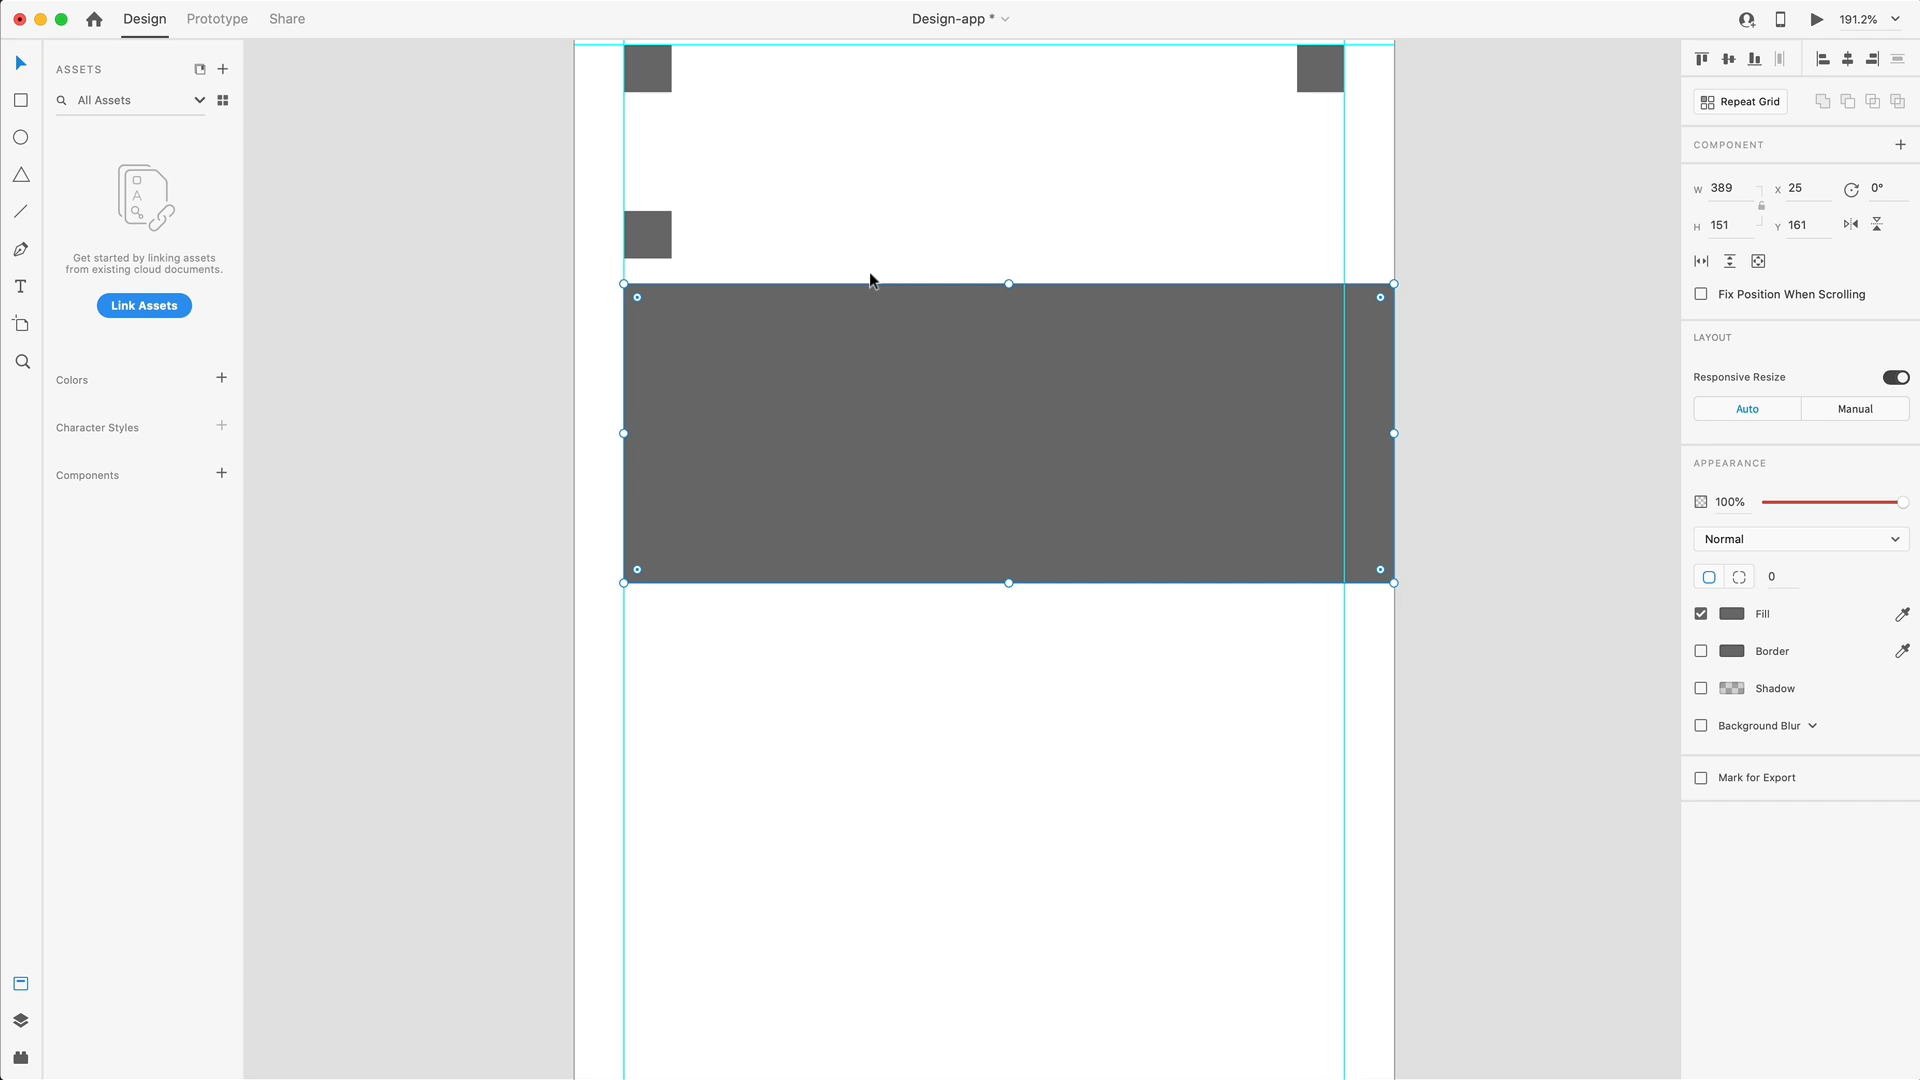 Design
Prototype
Share
Design-app *
191.2%
ASSETS
All Assets
Get started by linking assets
from existing cloud documents.
Link Assets
Colors
Character Styles
Components
Repeat Grid
COMPONENT
W 389
X 25
0°
H 151
Y 161
Fix Position When Scrolling
LAYOUT
Responsive Resize
Auto
Manual
APPEARANCE
100%
Normal
0
Fill
Border
Shadow
Background Blur
Mark for Export